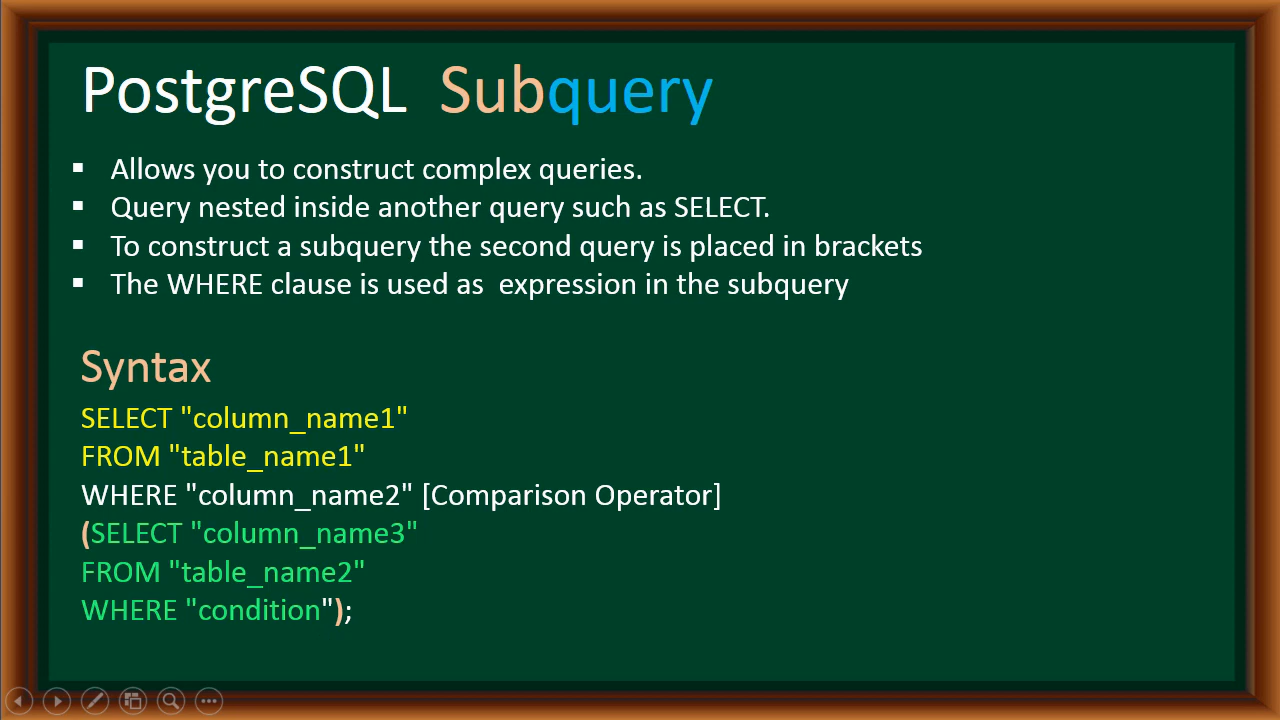 PostgreSQL Subquery
▪ Allows you to construct complex queries.
▪ Query nested inside another query such as SELECT.
▪ To construct a subquery the second query is placed in brackets
▪ The WHERE clause is used as  expression in the subquery
Syntax
SELECT "column_name1"
FROM "table_name1"
WHERE "column_name2" [Comparison Operator]
(SELECT "column_name3"
FROM "table_name2"
WHERE "condition");